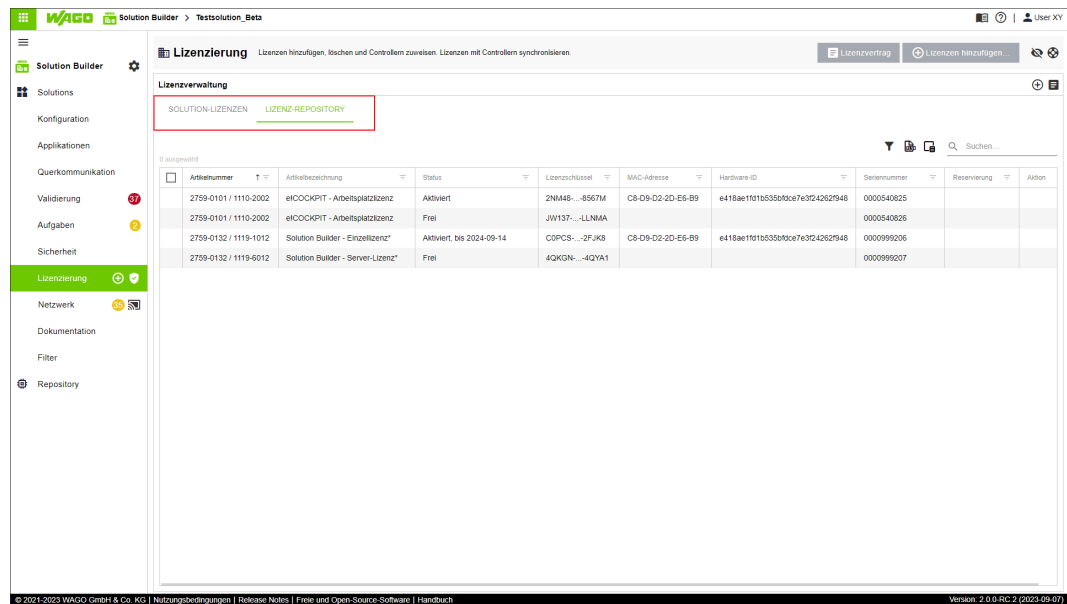 WAGO Solution Builder > Testsolution_Beta User XY
Lizenzierung Lizenzen hinzufügen, löschen und Controllern zuweisen. Lizenzen mit Controllern synchronisieren. Lizenzvertrag Lizenzen hinzufügen...
Solution Builder
Lizenzverwaltung
Solutions
SOLUTION-LIZENZEN LIZENZ-REPOSITORY
Konfiguration
Applikationen
Suchen...
0 ausgewählt
Querkommunikation
Artikelnummer Artikelbezeichnung Status Lizenzschlüssel MAC-Adresse Hardware-ID Seriennummer Reservierung Aktion
Validierung 37
2759-0101 / 1110-2002 e!COCKPIT - Arbeitsplatzlizenz Aktiviert 2NM48-...-8567M C8-D9-D2-2D-E6-B9 e418ae1fd1b535bfdce7e3f24262f948 0000540825
2759-0101 / 1110-2002 e!COCKPIT - Arbeitsplatzlizenz Frei JW137-...-LLNMA 0000540826
Aufgaben 2
2759-0132 / 1119-1012 Solution Builder - Einzellizenz* Aktiviert, bis 2024-09-14 C0PCS-...-2FJK8 C8-D9-D2-2D-E6-B9 e418ae1fd1b535bfdce7e3f24262f948 0000999206
Sicherheit
2759-0132 / 1119-6012 Solution Builder - Server-Lizenz* Frei 4QKGN-...-4QYA1 0000999207
Lizenzierung
Netzwerk 35
Dokumentation
Filter
Repository
© 2021-2023 WAGO GmbH & Co. KG | Nutzungsbedingungen | Release Notes | Freie und Open-Source-Software | Handbuch Version: 2.0.0-RC.2 (2023-09-07)